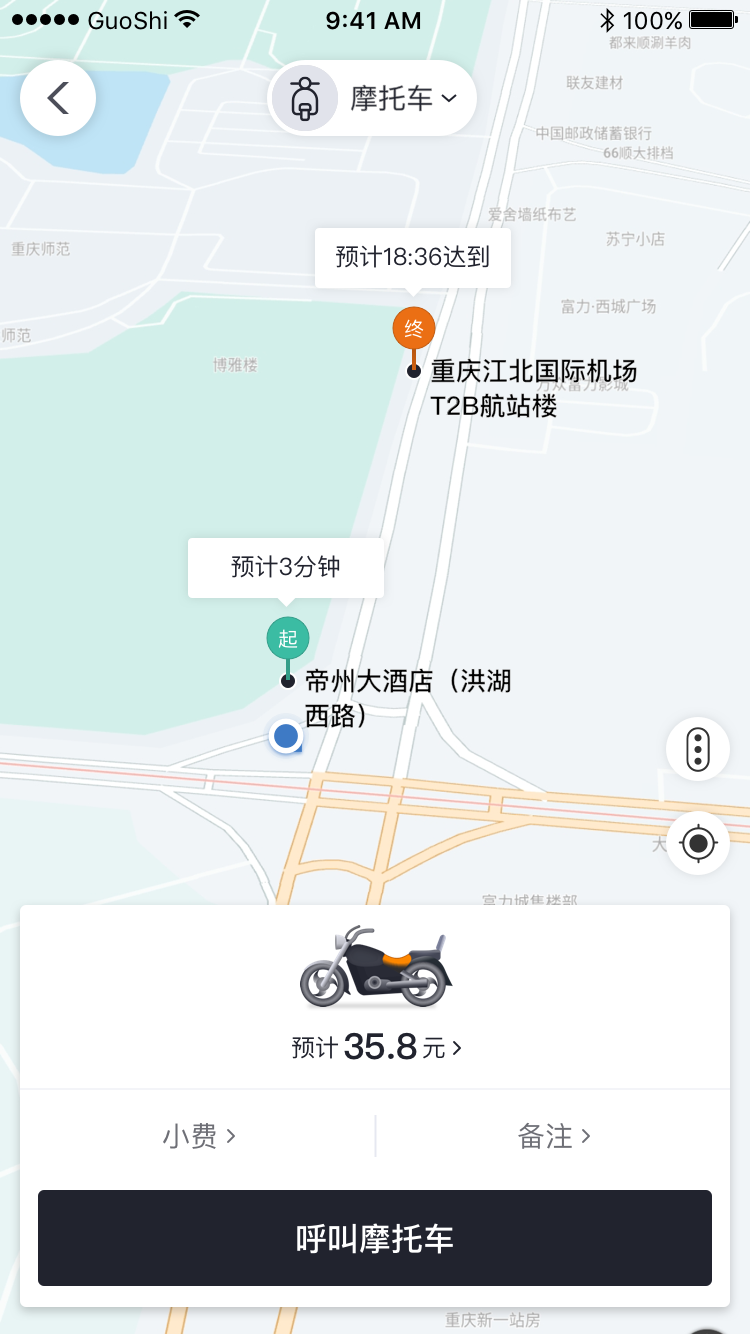 GuoShi 9:41 AM 100%
都来顺涮羊肉
摩托车
联友建材
中国邮政储蓄银行
66顺大排档
爱舍墙纸布艺
苏宁小店
重庆师范
预计18:36达到
富力·西城广场
终
师范
博雅楼
重庆江北国际机场
万众富力影城
T2B航站楼
预计3分钟
起
帝州大酒店（洪湖
西路）
大
富力城售楼部
预计35.8元
小费
备注
呼叫摩托车
重庆新一站房